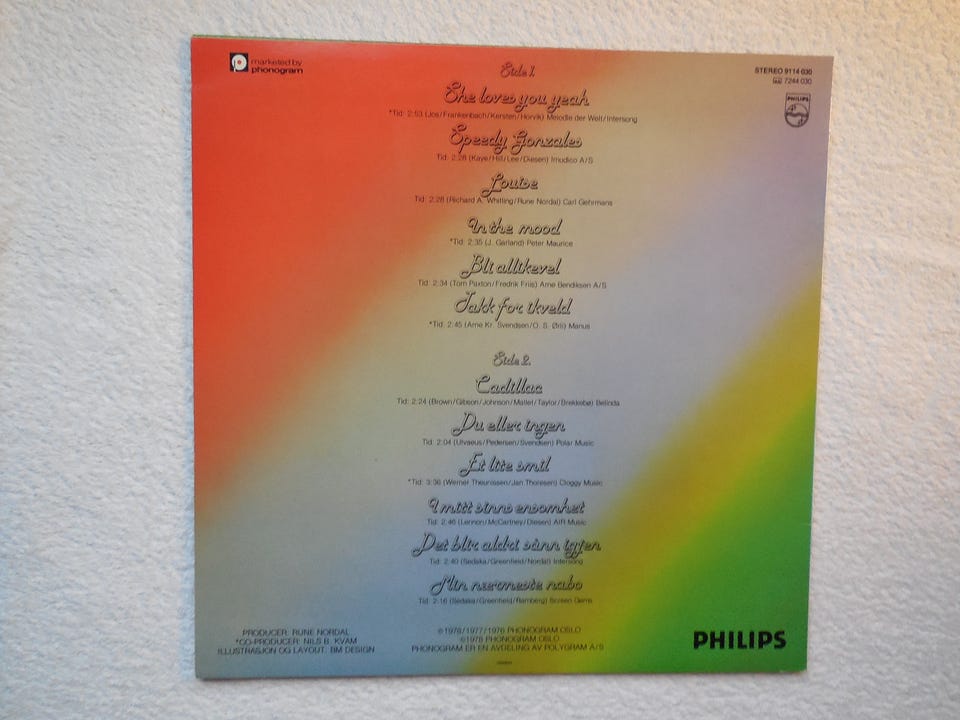 marketed by
phonogram
STEREO 9114 030
7244 030
PHILIPS
Side 1.
She loves you yeah
*Tid: 2:53 (Jos/Frankenbach/Kersten/Horvik) Melodie der Welt/Intersong
Speedy Gonzales
Tid: 2:28 (Kaye/Hill/Lee/Diesen) Imudico A/S
Louise
Tid: 2:28 (Richard A. Whitling/Rune Nordal) Carl Gehrmans
In the mood
*Tid: 2:35 (J. Garland) Peter Maurice
Bli allikevel
Tid: 2:34 (Tom Paxton/Fredrik Friis) Arne Bendiksen A/S
Takk for ikveld
*Tid: 2:45 (Arne Kr. Svendsen/O. S. Ørli) Manus
Side 2.
Cadillac
Tid: 2:24 (Brown/Gibson/Johnson/Mallet/Taylor/Brekkebø) Belinda
Du eller ingen
Tid: 2:04 (Ulvaeus/Pedersen/Svendsen) Polar Music
Et lite smil
*Tid: 3:36 (Werner Theunissen/Jan Thoresen) Cloggy Music
I mitt sinns ensomhet
Tid: 2:46 (Lennon/McCartney/Diesen) AIR Music
Det blir aldri sånn igjen
Tid: 2:40 (Sedaka/Greenfield/Nordal) Intersong
Min nærmeste nabo
Tid: 2:16 (Sedaka/Greenfield/Ramberg) Screen Gems
PRODUCER: RUNE NORDAL
*CO-PRODUCER: NILS B. KVAM
ILLUSTRASJON OG LAYOUT: BM DESIGN
℗1976/1977/1978 PHONOGRAM OSLO
©1978 PHONOGRAM OSLO
PHONOGRAM ER EN AVDELING AV POLYGRAM A/S
PHILIPS